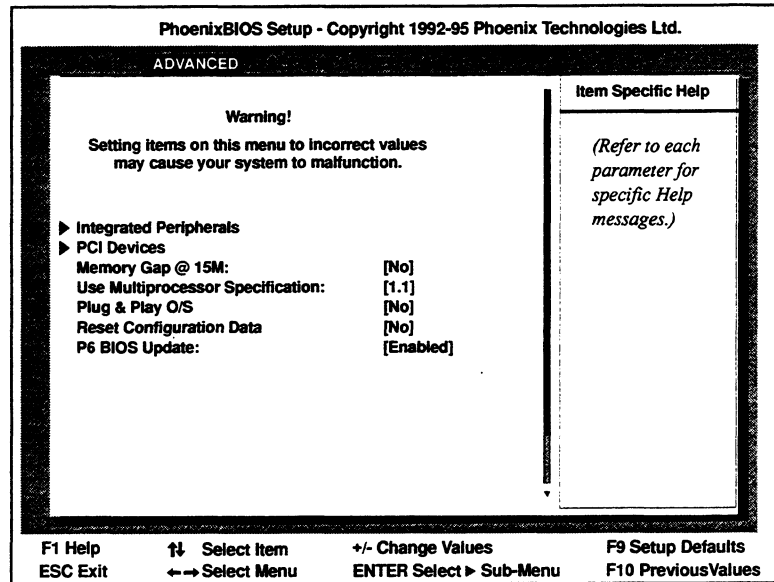 PhoenixBIOS Setup - Copyright 1992-95 Phoenix Technologies Ltd.
ADVANCED
Warning!
Setting items on this menu to incorrect values
may cause your system to malfunction.
▶ Integrated Peripherals
▶ PCI Devices
Memory Gap @ 15M: [No]
Use Multiprocessor Specification: [1.1]
Plug & Play O/S [No]
Reset Configuration Data [No]
P6 BIOS Update: [Enabled]
Item Specific Help
(Refer to each
parameter for
specific Help
messages.)
F1 Help ↑↓ Select Item +/- Change Values F9 Setup Defaults
ESC Exit ←→ Select Menu ENTER Select ▶ Sub-Menu F10 PreviousValues